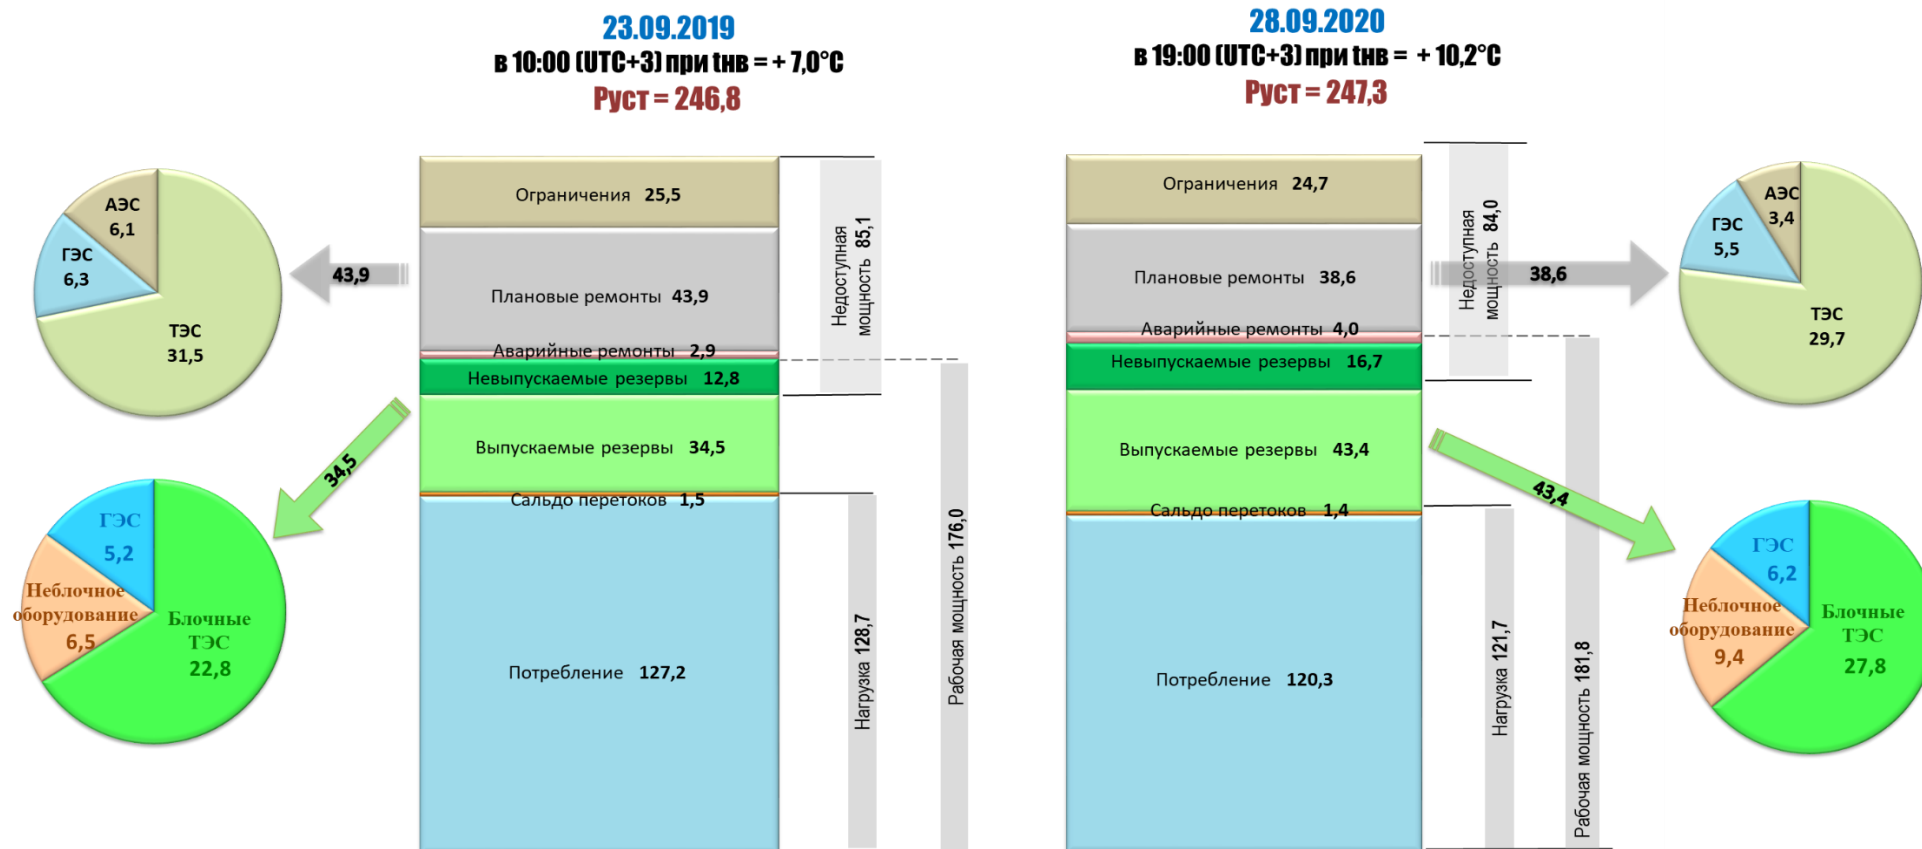 23.09.2019
в 10:00 (UTC+3) при tнв = + 7,0°C
Руст = 246,8
АЭС
6,1
ГЭС
6,3
ТЭС
31,5
43,9
34,5
ГЭС
5,2
Неблочное
оборудование
6,5
Блочные
ТЭС
22,8
Ограничения 25,5
Плановые ремонты 43,9
Аварийные ремонты 2,9
Невыпускаемые резервы 12,8
Выпускаемые резервы 34,5
Сальдо перетоков 1,5
Потребление 127,2
Недоступная
мощность 85,1
Нагрузка 128,7
Рабочая мощность 176,0
28.09.2020
в 19:00 (UTC+3) при tнв = + 10,2°C
Руст = 247,3
Ограничения 24,7
Плановые ремонты 38,6
Аварийные ремонты 4,0
Невыпускаемые резервы 16,7
Выпускаемые резервы 43,4
Сальдо перетоков 1,4
Потребление 120,3
Недоступная
мощность 84,0
Нагрузка 121,7
Рабочая мощность 181,8
38,6
43,4
АЭС
3,4
ГЭС
5,5
ТЭС
29,7
ГЭС
6,2
Неблочное
оборудование
9,4
Блочные
ТЭС
27,8